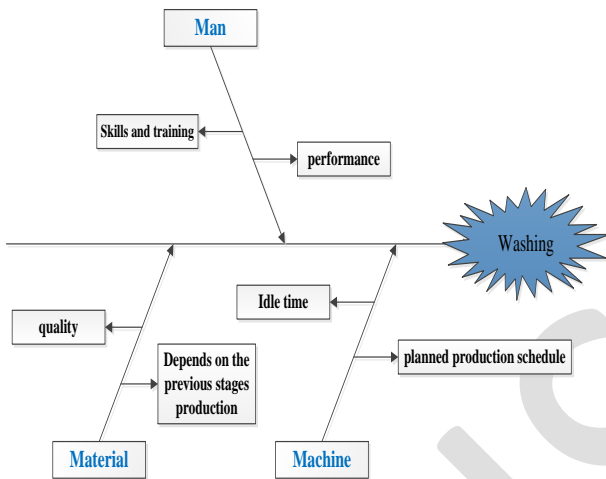 Man
Skills and training
performance
Washing
Idle time
quality
planned production schedule
Depends on the
previous stages
production
Material
Machine